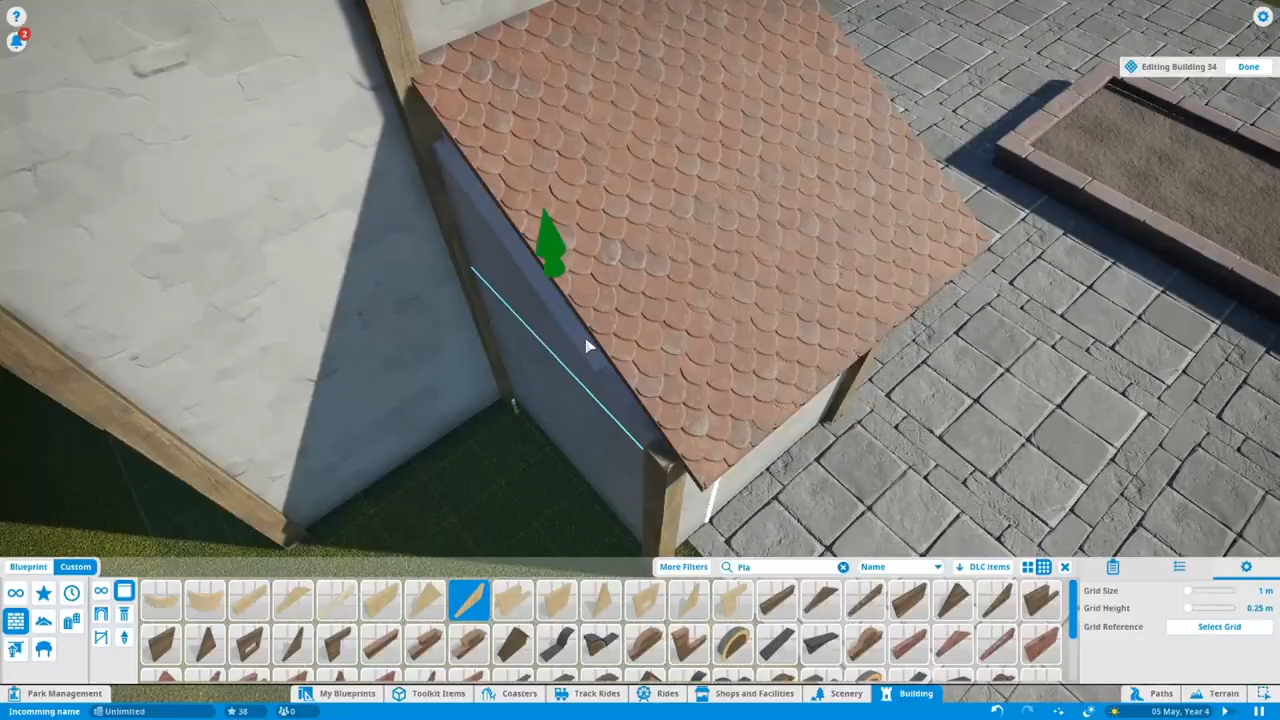 ?
2
Editing Building 34
Done
Blueprint
Custom
More Filters
Pla
Name
DLC Items
Grid Size
1 m
Grid Height
0.25 m
Grid Reference
Select Grid
Park Management
My Blueprints
Toolkit Items
Coasters
Track Rides
Rides
Shops and Facilities
Scenery
Building
Paths
Terrain
Incoming name
Unlimited
38
0
05 May, Year 4